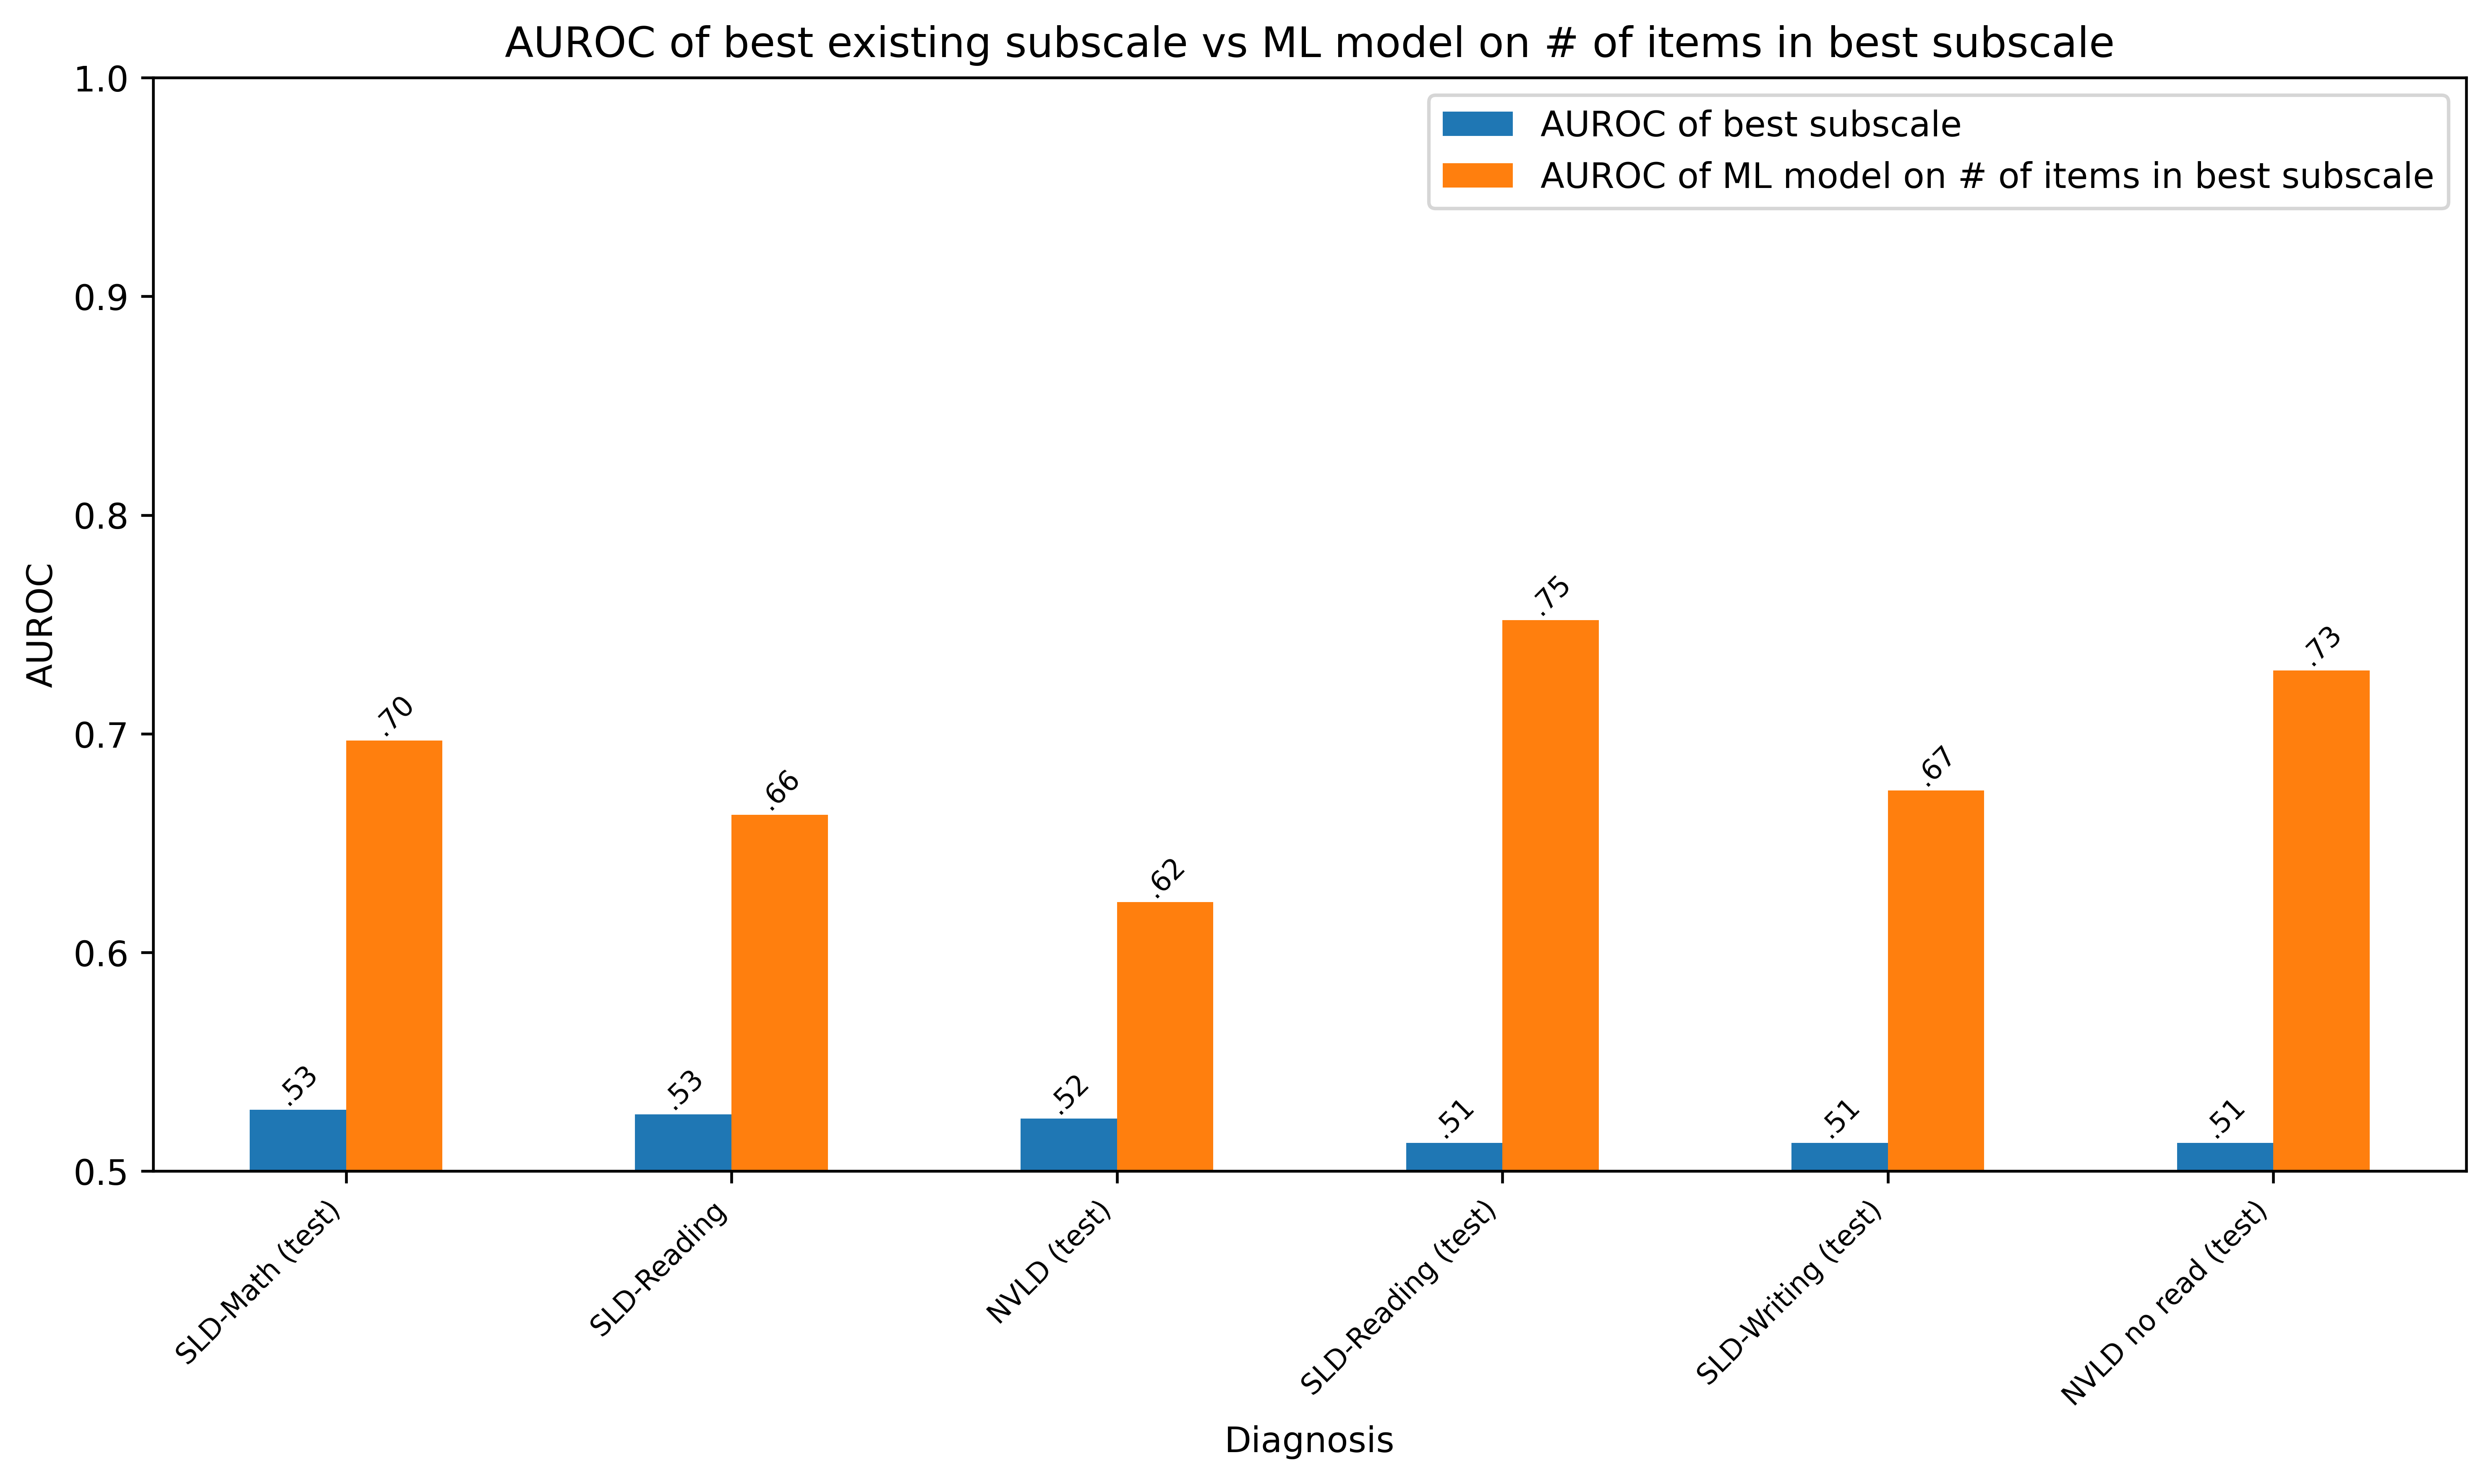 AUROC of best existing subscale vs ML model on # of items in best subscale
AUROC of best subscale
AUROC of ML model on # of items in best subscale
AUROC
1.0
0.9
0.8
0.7
0.6
0.5
.53
.70
.53
.66
.52
.62
.51
.75
.51
.67
.51
.73
SLD-Math (test)
SLD-Reading
NVLD (test)
SLD-Reading (test)
SLD-Writing (test)
NVLD no read (test)
Diagnosis